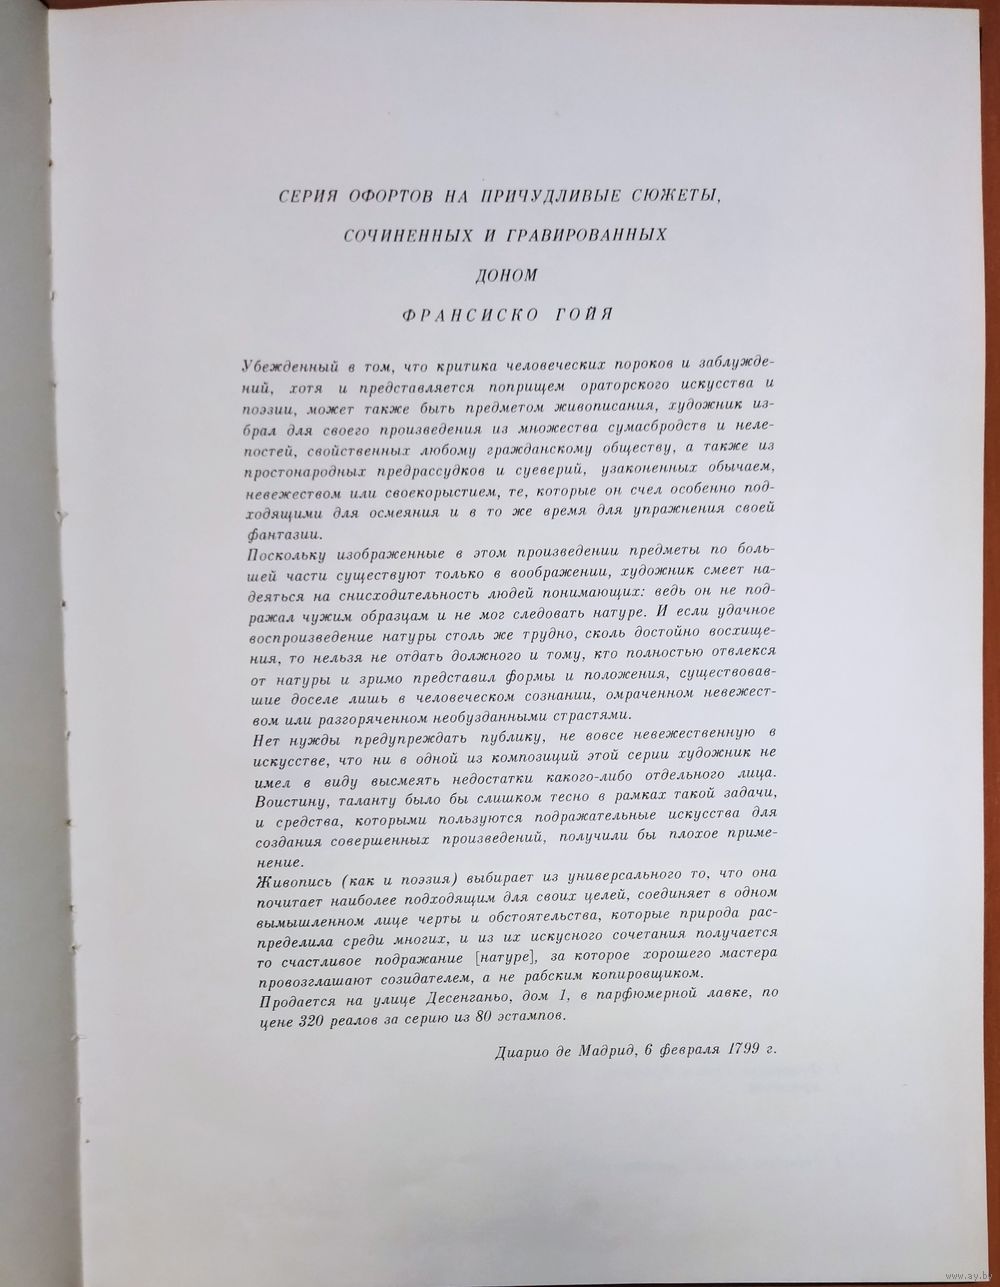 СЕРИЯ ОФОРТОВ НА ПРИЧУДЛИВЫЕ СЮЖЕТЫ,
СОЧИНЕННЫХ И ГРАВИРОВАННЫХ
ДОНОМ
ФРАНСИСКО ГОЙЯ
Убежденный в том, что критика человеческих пороков и заблужде-
ний, хотя и представляется поприщем ораторского искусства и
поэзии, может также быть предметом живописания, художник из-
брал для своего произведения из множества сумасбродств и неле-
постей, свойственных любому гражданскому обществу, а также из
простонародных предрассудков и суеверий, узаконенных обычаем,
невежеством или своекорыстием, те, которые он счел особенно под-
ходящими для осмеяния и в то же время для упражнения своей
фантазии.
Поскольку изображенные в этом произведении предметы по боль-
шей части существуют только в воображении, художник смеет на-
деяться на снисходительность людей понимающих: ведь он не под-
ражал чужим образцам и не мог следовать натуре. И если удачное
воспроизведение натуры столь же трудно, сколь достойно восхище-
ния, то нельзя не отдать должного и тому, кто полностью отвлекся
от натуры и зримо представил формы и положения, существовав-
шие доселе лишь в человеческом сознании, омраченном невежест-
вом или разгоряченном необузданными страстями.
Нет нужды предупреждать публику, не вовсе невежественную в
искусстве, что ни в одной из композиций этой серии художник не
имел в виду высмеять недостатки какого-либо отдельного лица.
Воистину, таланту было бы слишком тесно в рамках такой задачи,
и средства, которыми пользуются подражательные искусства для
создания совершенных произведений, получили бы плохое приме-
нение.
Живопись (как и поэзия) выбирает из универсального то, что она
почитает наиболее подходящим для своих целей, соединяет в одном
вымышленном лице черты и обстоятельства, которые природа рас-
пределила среди многих, и из их искусного сочетания получается
то счастливое подражание [натуре], за которое хорошего мастера
провозглашают созидателем, а не рабским копировщиком.
Продается на улице Десенганьо, дом 1, в парфюмерной лавке, по
цене 320 реалов за серию из 80 эстампов.
Диарио де Мадрид, 6 февраля 1799 г.